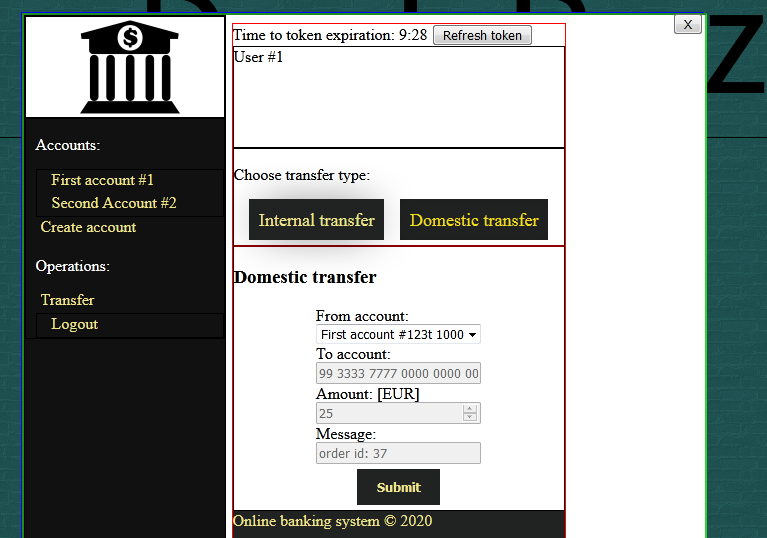 X
$
Time to token expiration: 9:28 Refresh token
User #1
Accounts:
First account #1
Second Account #2
Create account
Operations:
Transfer
Logout
Choose transfer type:
Internal transfer Domestic transfer
Domestic transfer
From account:
First account #123t 1000
To account:
99 3333 7777 0000 0000 00
Amount: [EUR]
25
Message:
order id: 37
Submit
Online banking system © 2020